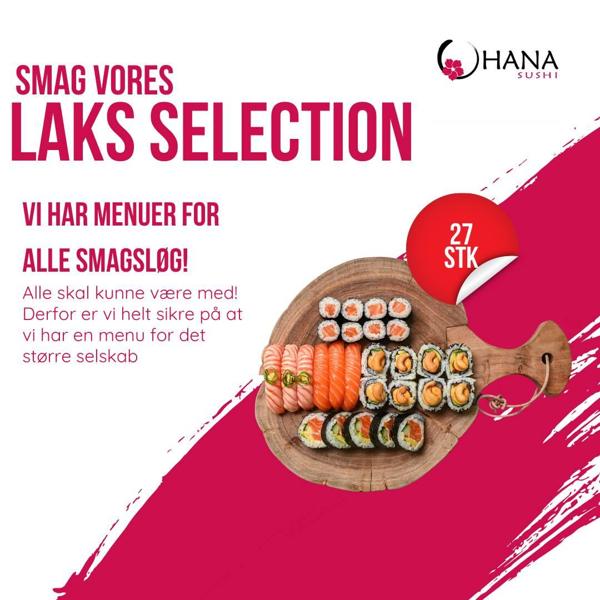 OHANA
SUSHI
SMAG VORES
LAKS SELECTION
VI HAR MENUER FOR
ALLE SMAGSLØG!
Alle skal kunne være med!
Derfor er vi helt sikre på at
vi har en menu for det
større selskab
27
STK